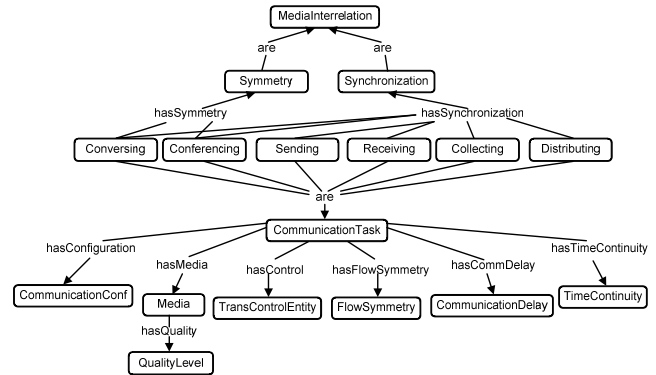 MediaInterrelation
are are
Symmetry Synchronization
hasSymmetry hasSynchronization
Conversing Conferencing Sending Receiving Collecting Distributing
are
CommunicationTask
hasConfiguration hasTimeContinuity
hasMedia hasControl hasFlowSymmetry hasCommDelay
CommunicationConf TimeContinuity
Media TransControlEntity FlowSymmetry CommunicationDelay
hasQuality
QualityLevel